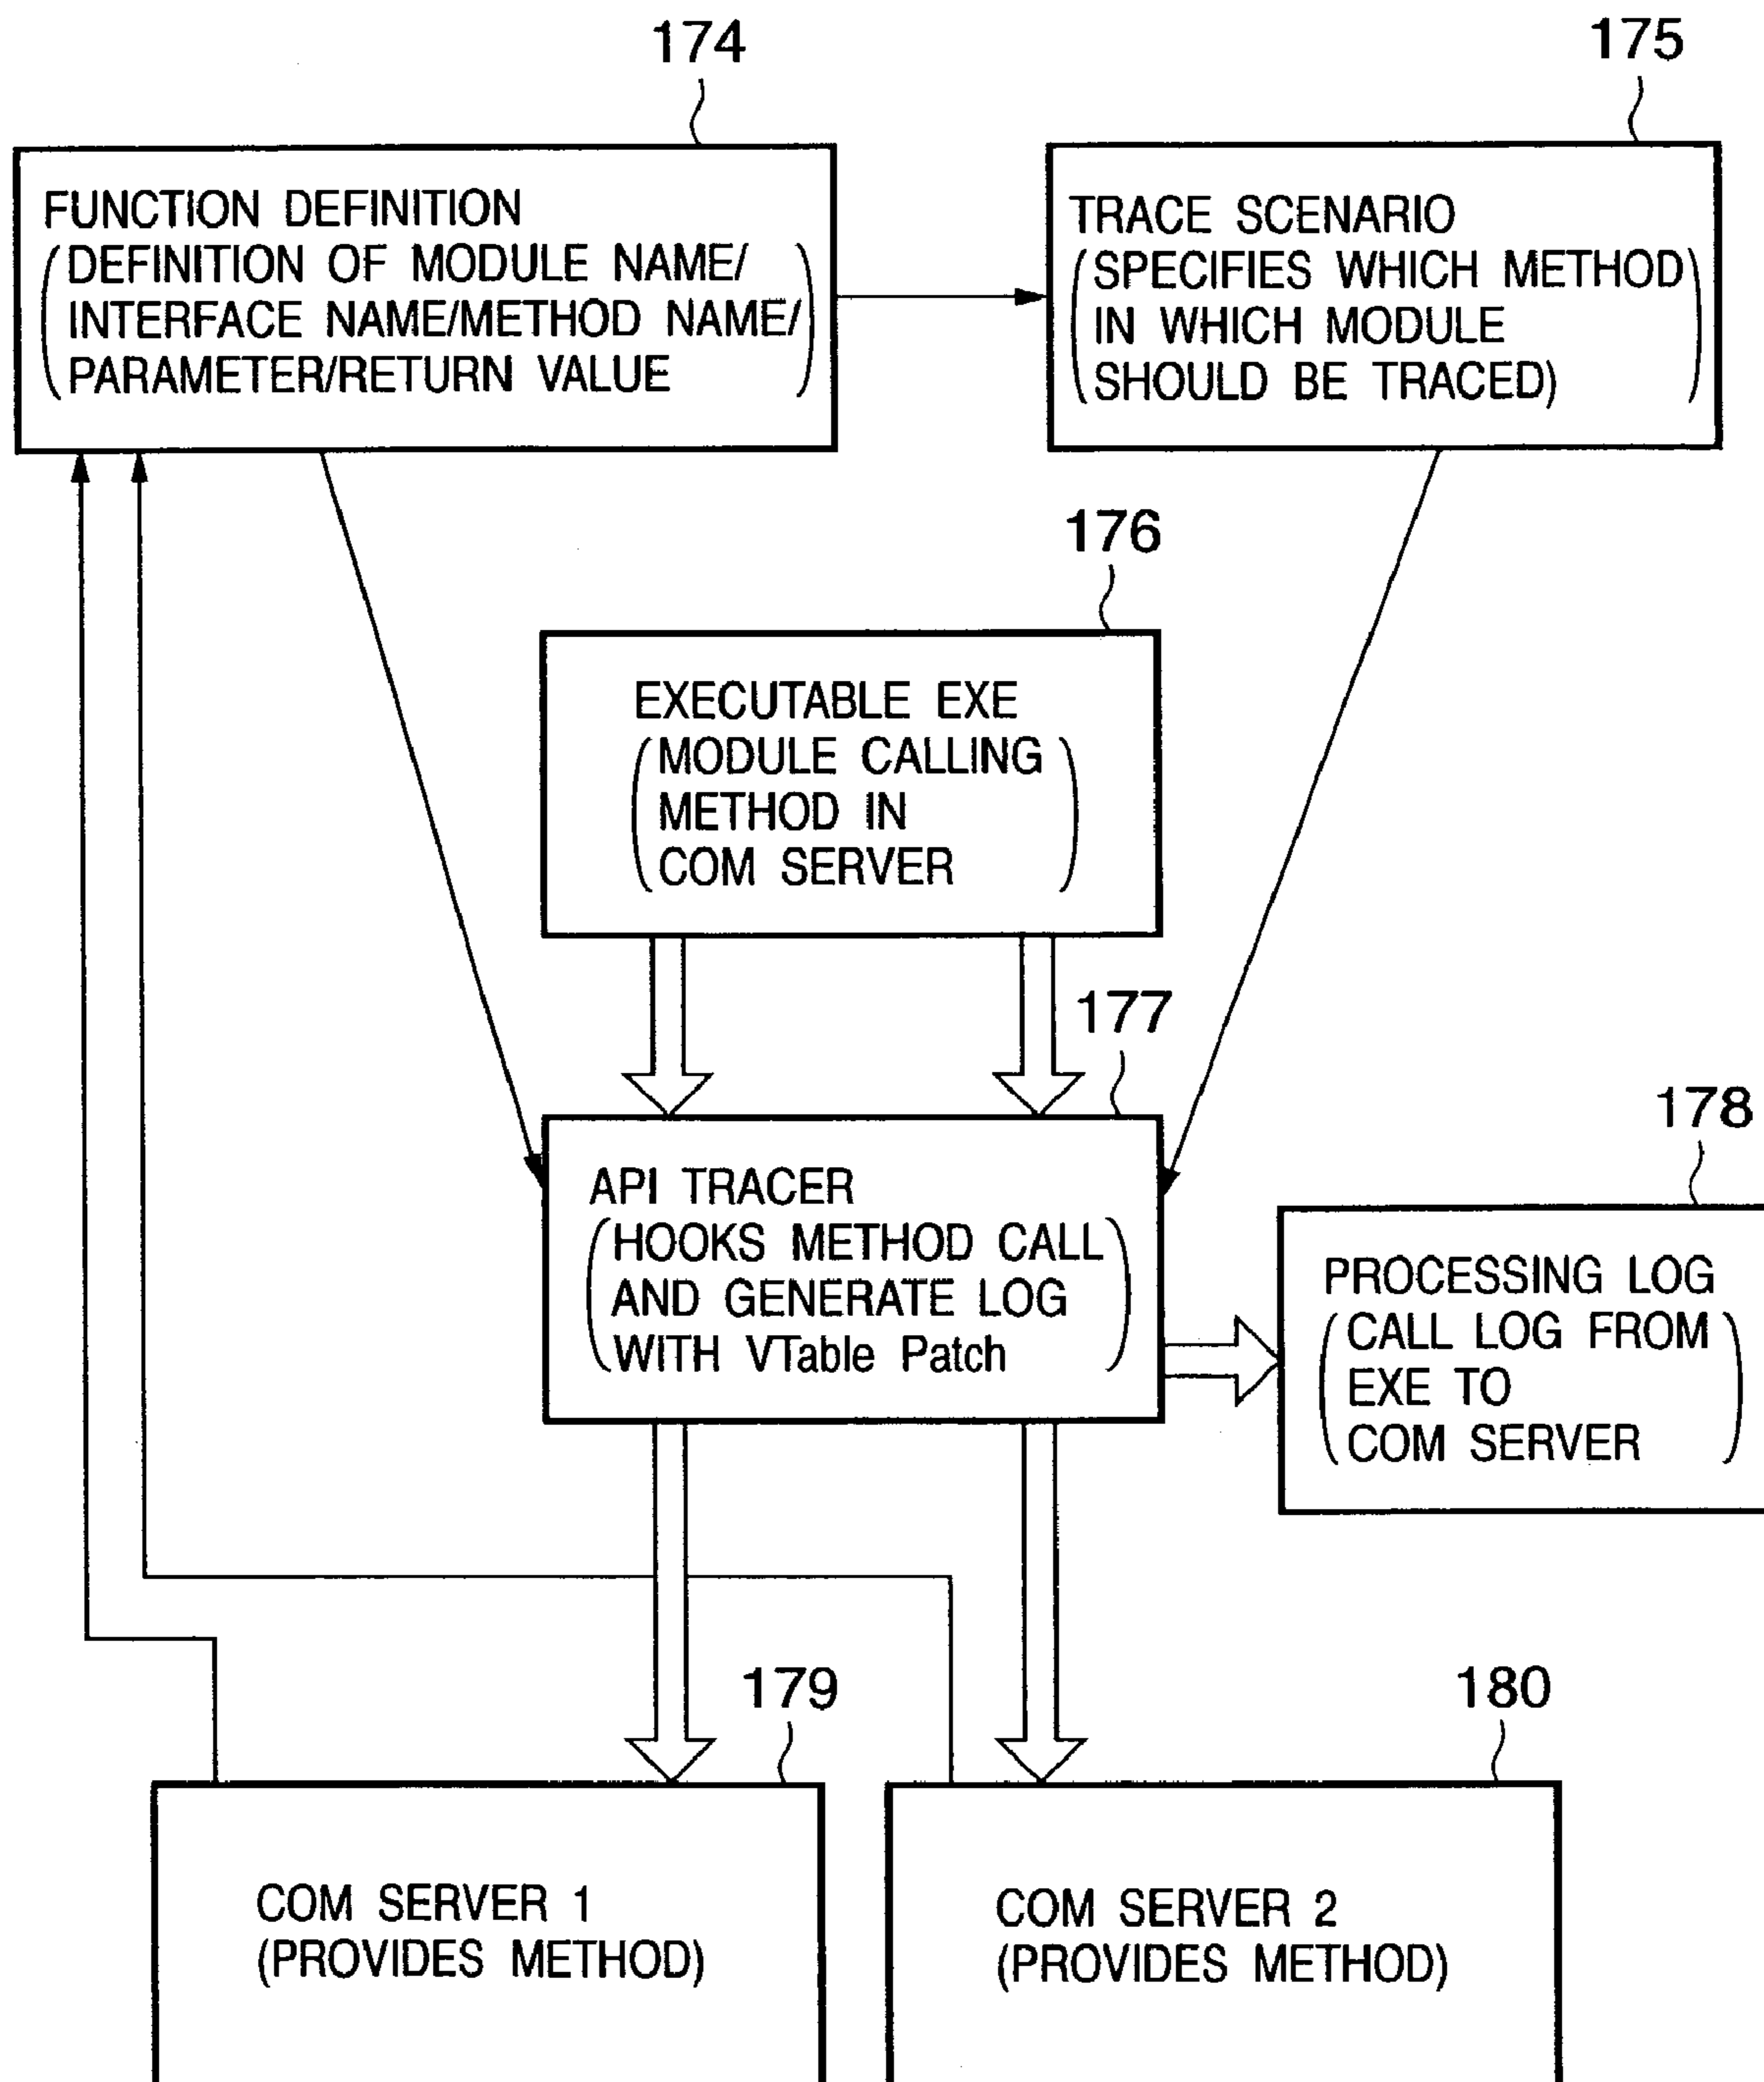 174
175
FUNCTION DEFINITION
(DEFINITION OF MODULE NAME/
INTERFACE NAME/METHOD NAME/
PARAMETER/RETURN VALUE)
TRACE SCENARIO
(SPECIFIES WHICH METHOD
IN WHICH MODULE
SHOULD BE TRACED)
176
EXECUTABLE EXE
(MODULE CALLING
METHOD IN
COM SERVER)
177
API TRACER
(HOOKS METHOD CALL
AND GENERATE LOG
WITH VTable Patch)
178
PROCESSING LOG
(CALL LOG FROM
EXE TO
COM SERVER)
179
180
COM SERVER 1
(PROVIDES METHOD)
COM SERVER 2
(PROVIDES METHOD)